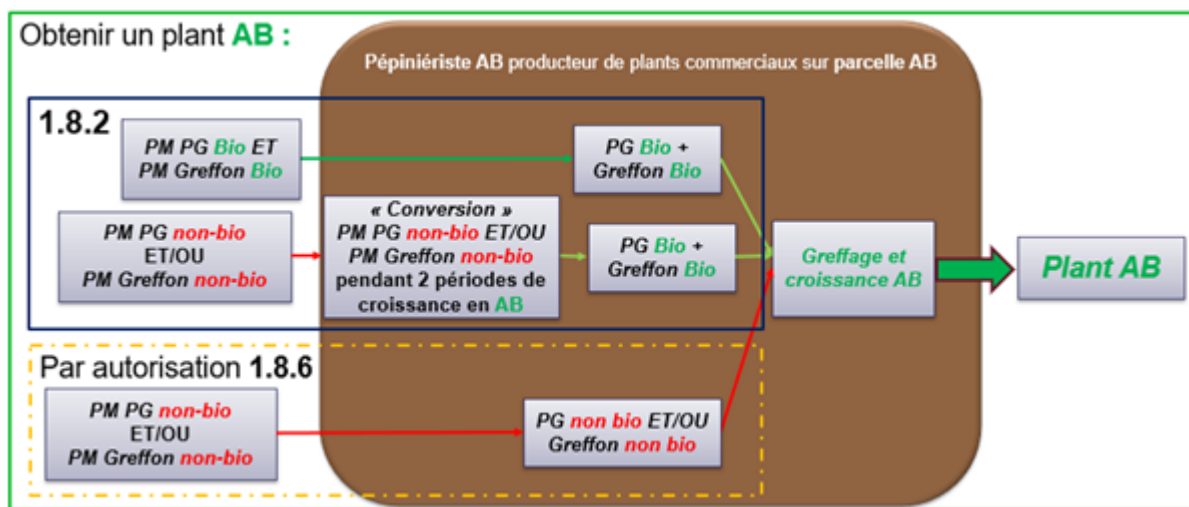 Obtenir un plant AB :
Pépiniériste AB producteur de plants commerciaux sur parcelle AB
1.8.2
PM PG Bio ET
PM Greffon Bio
PG Bio +
Greffon Bio
PM PG non-bio
ET/OU
PM Greffon non-bio
« Conversion »
PM PG non-bio ET/OU
PM Greffon non-bio
pendant 2 périodes de
croissance en AB
PG Bio +
Greffon Bio
Greffage et
croissance AB
Plant AB
Par autorisation 1.8.6
PM PG non-bio
ET/OU
PM Greffon non-bio
PG non bio ET/OU
Greffon non bio